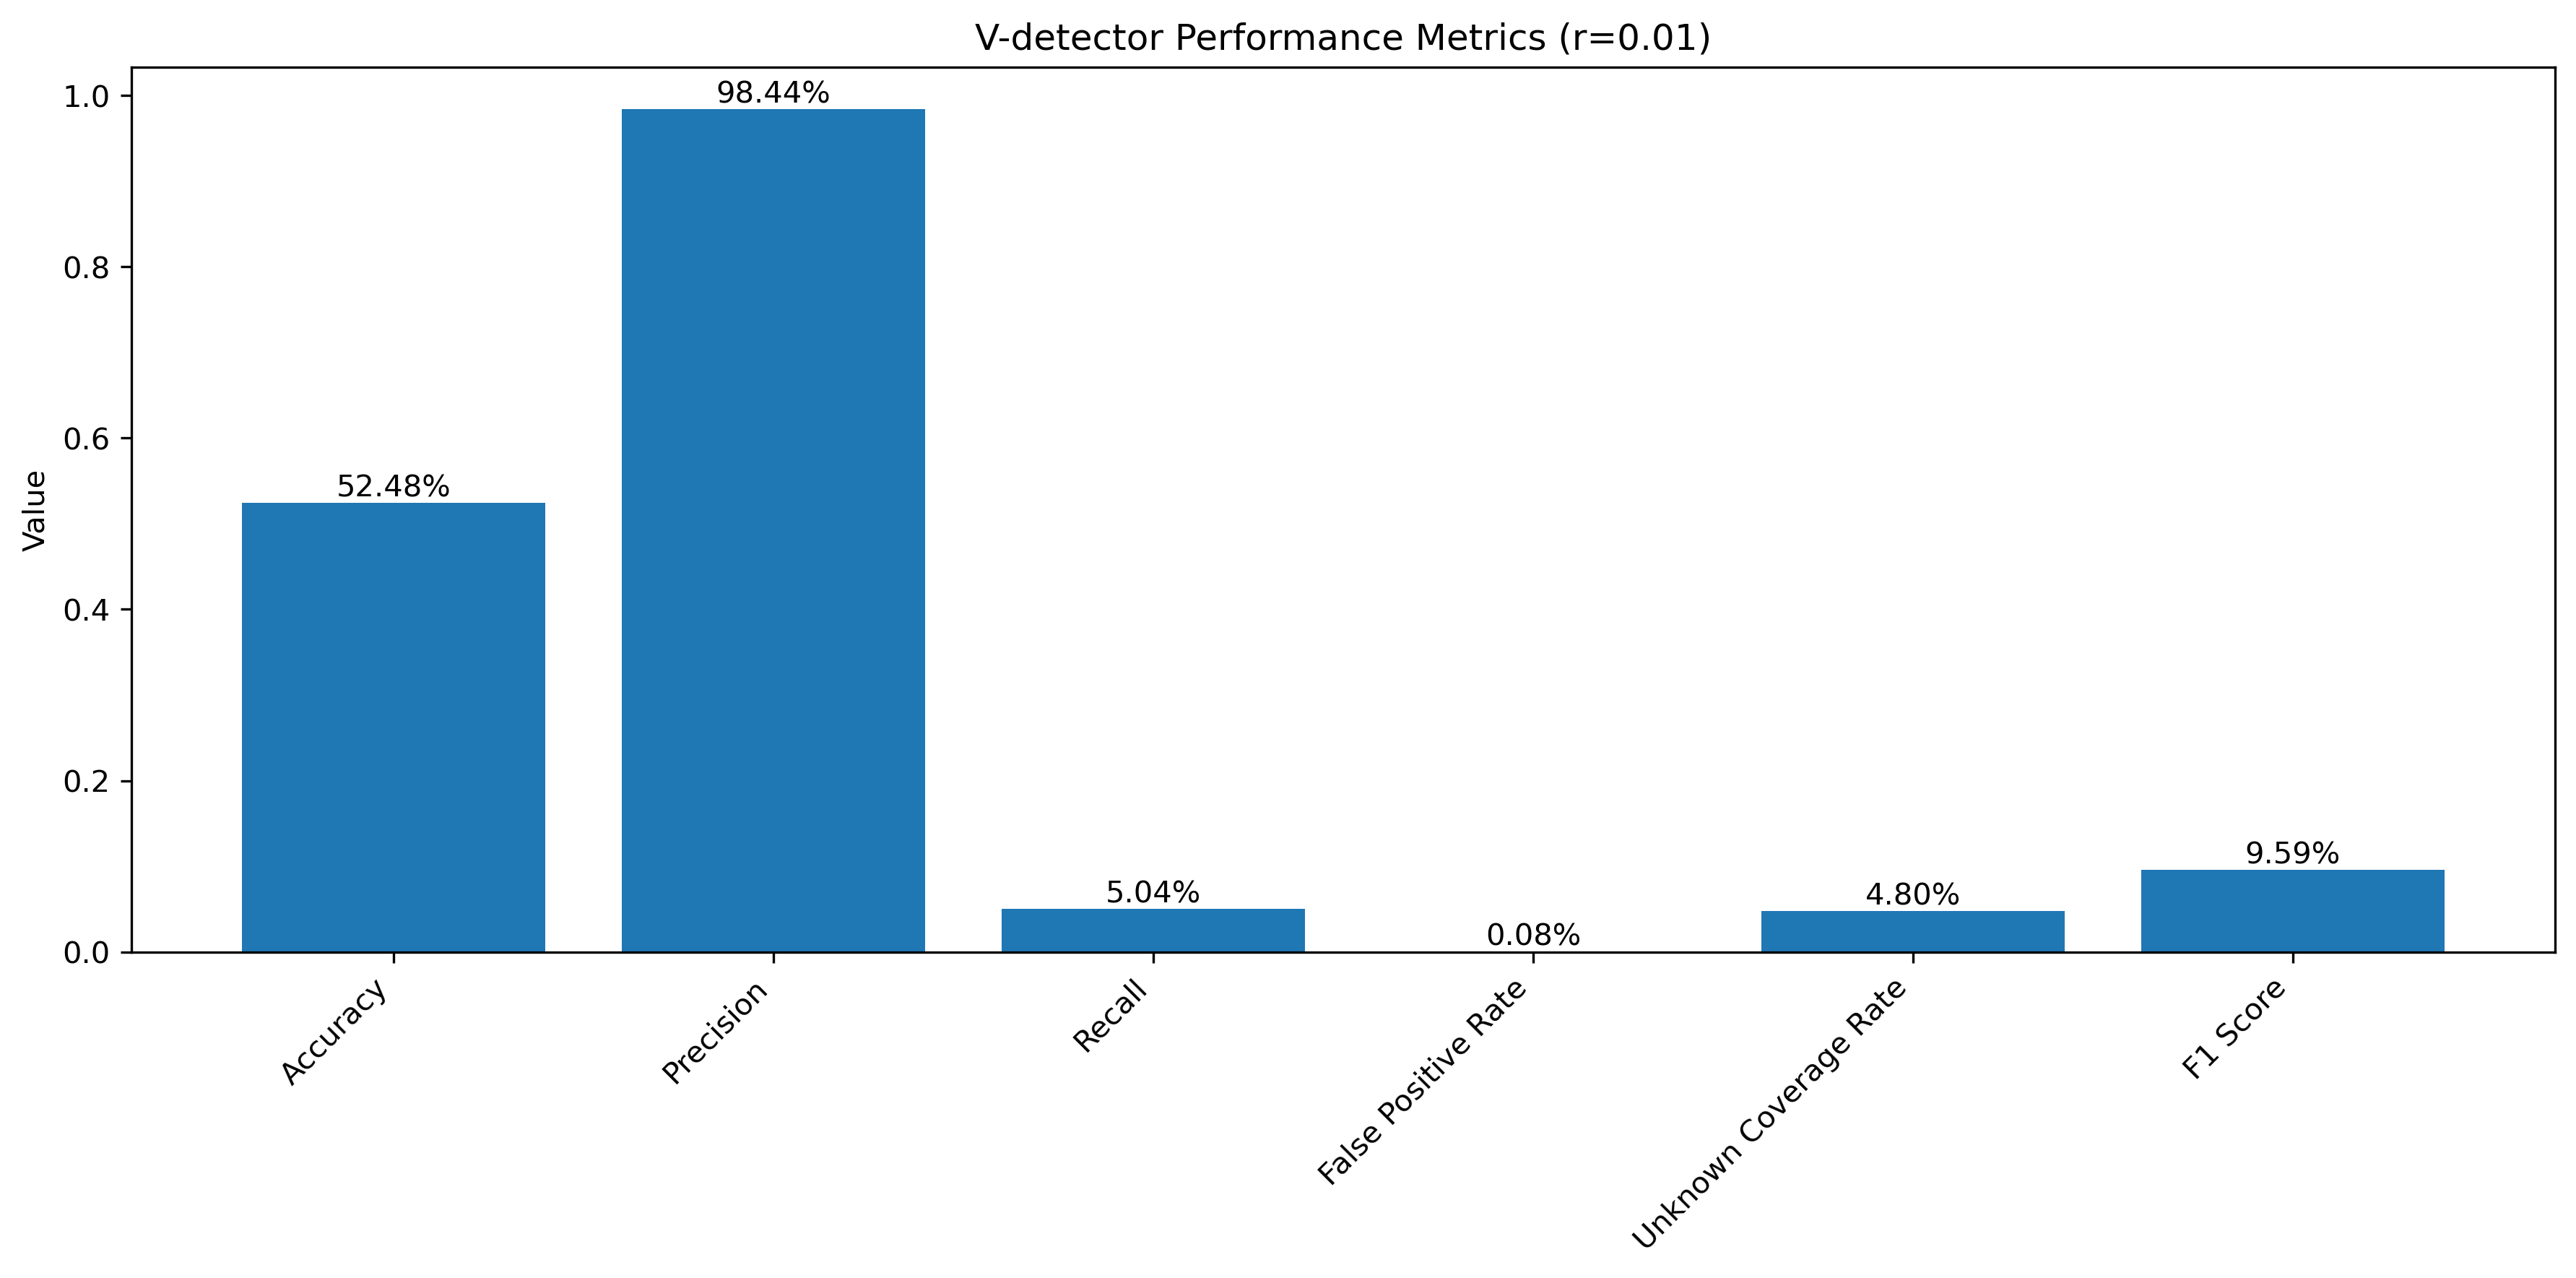 V-detector Performance Metrics (r=0.01)
Value
1.0
0.8
0.6
0.4
0.2
0.0
52.48%
98.44%
5.04%
0.08%
4.80%
9.59%
Accuracy
Precision
Recall
False Positive Rate
Unknown Coverage Rate
F1 Score